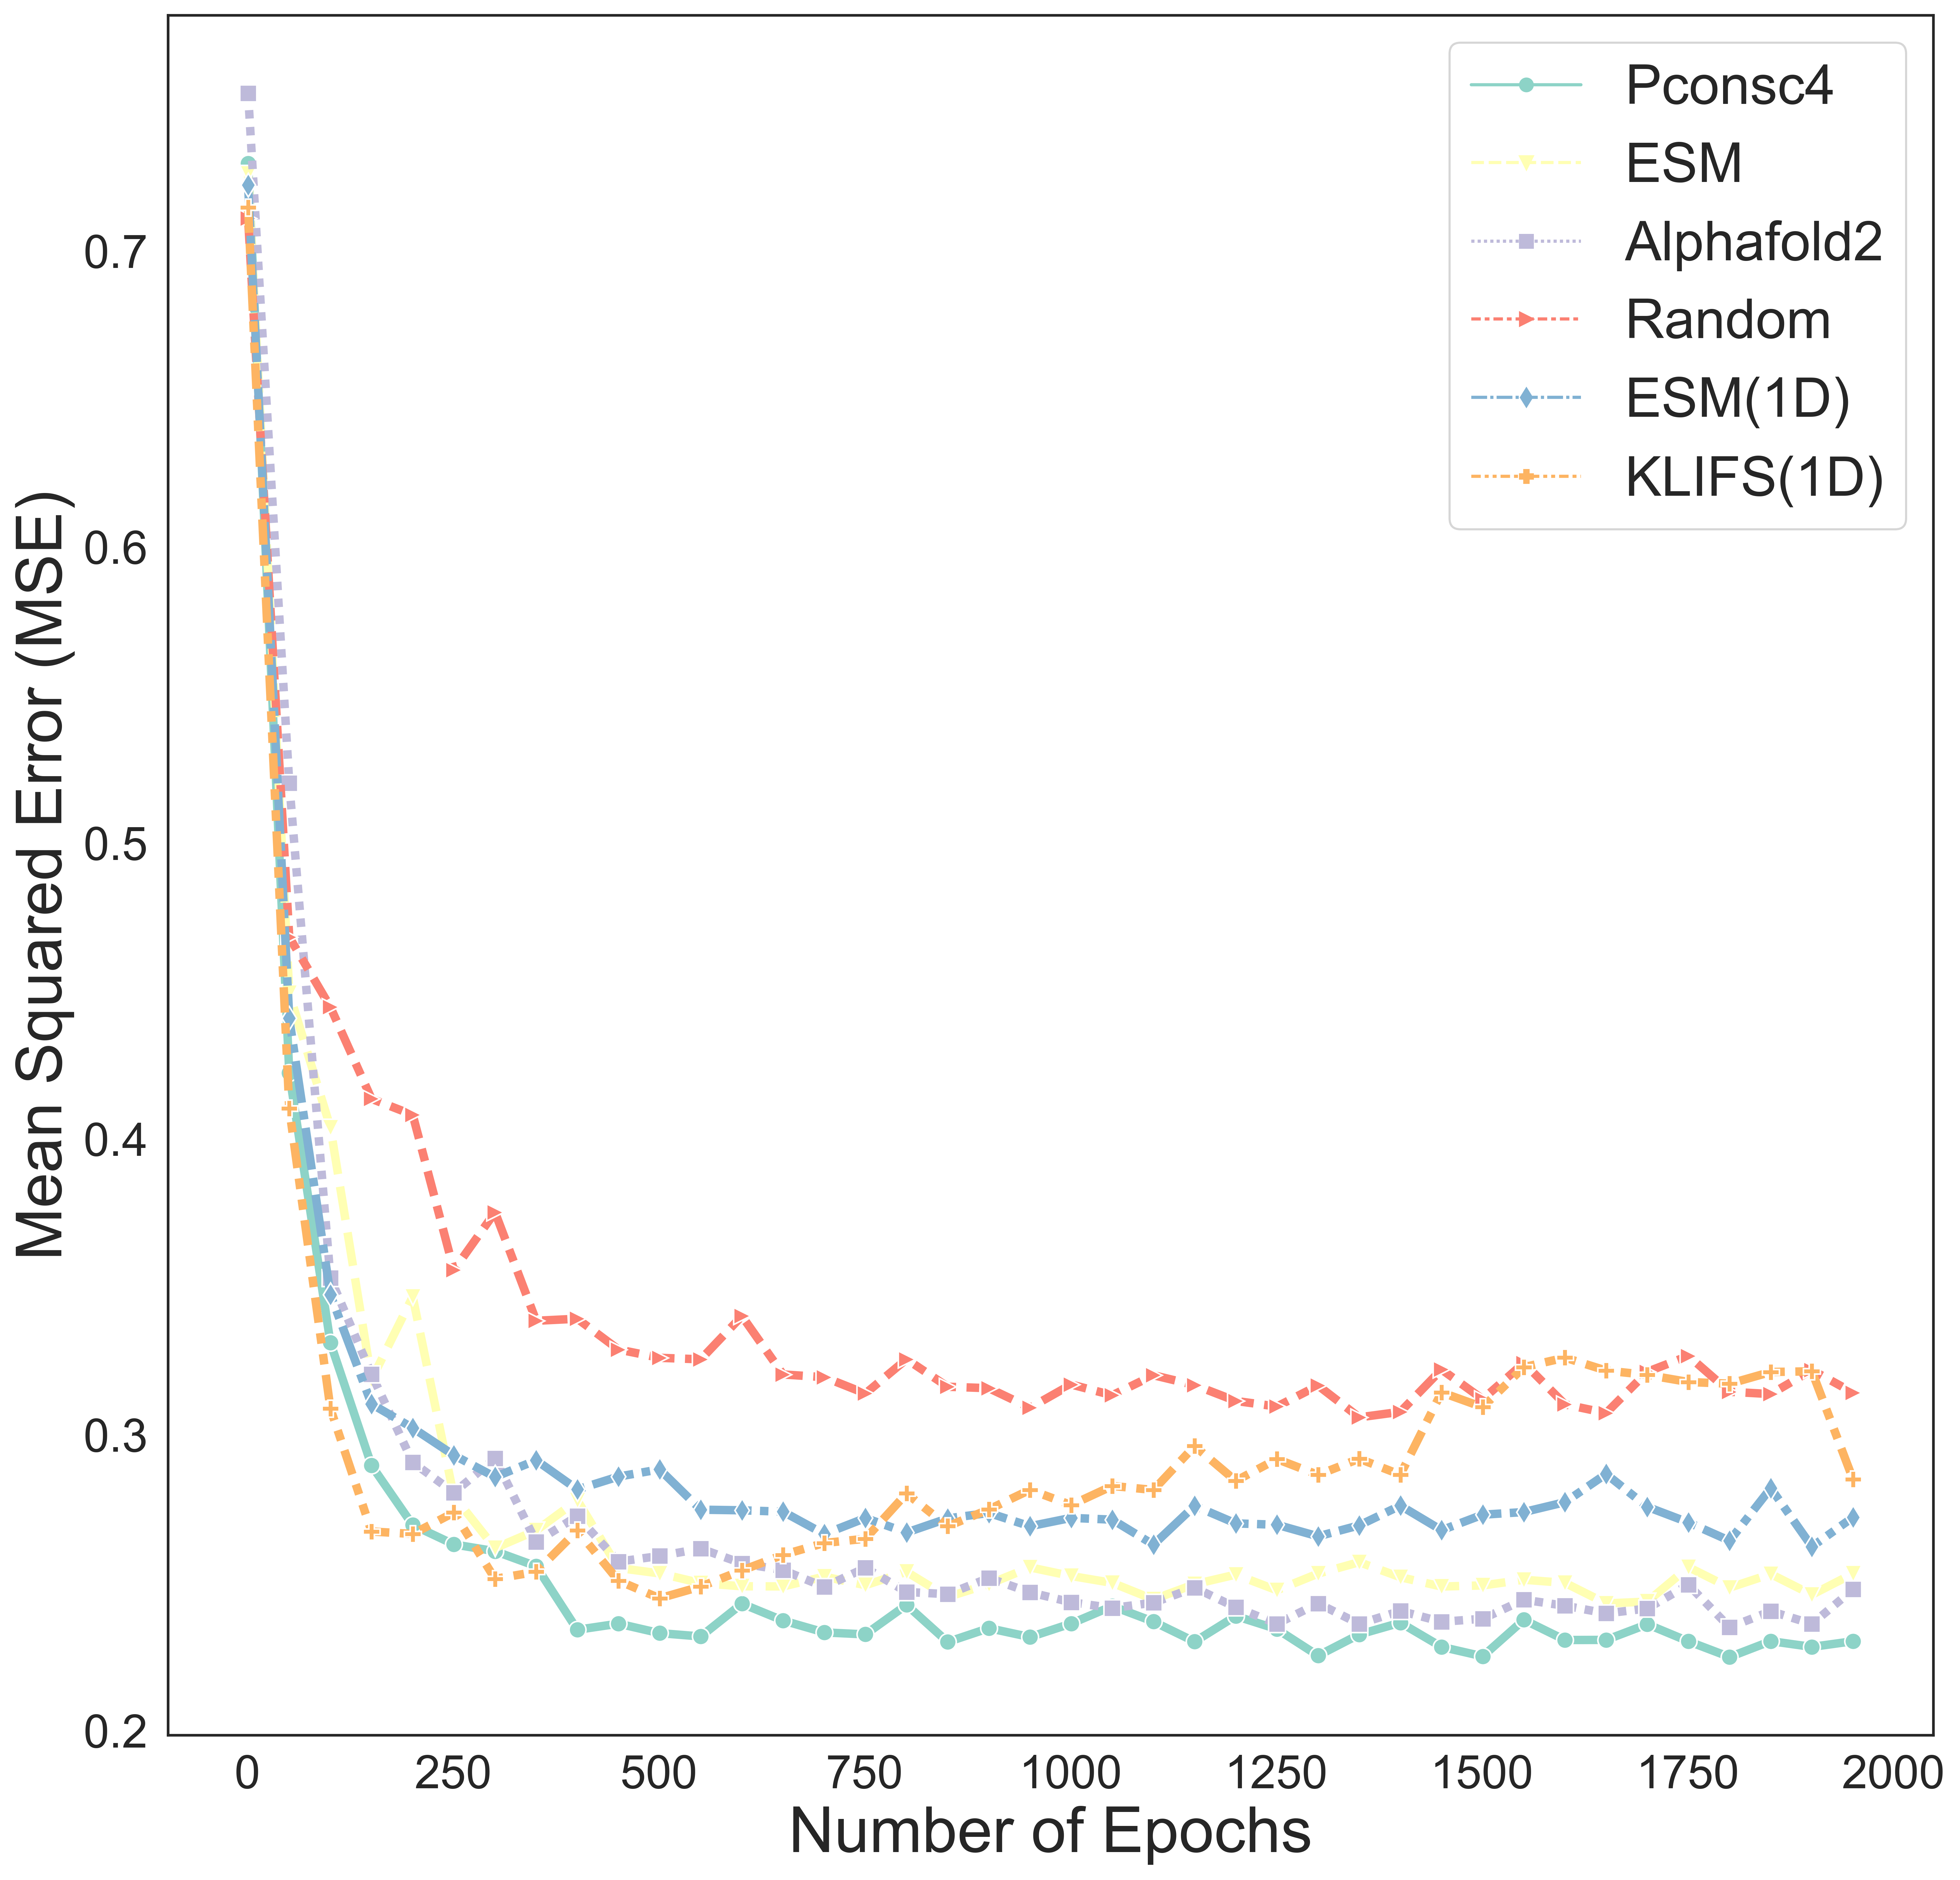 Pconsc4
ESM
Alphafold2
Random
ESM(1D)
KLIFS(1D)
Mean Squared Error (MSE)
0.7
0.6
0.5
0.4
0.3
0.2
0 250 500 750 1000 1250 1500 1750 2000
Number of Epochs